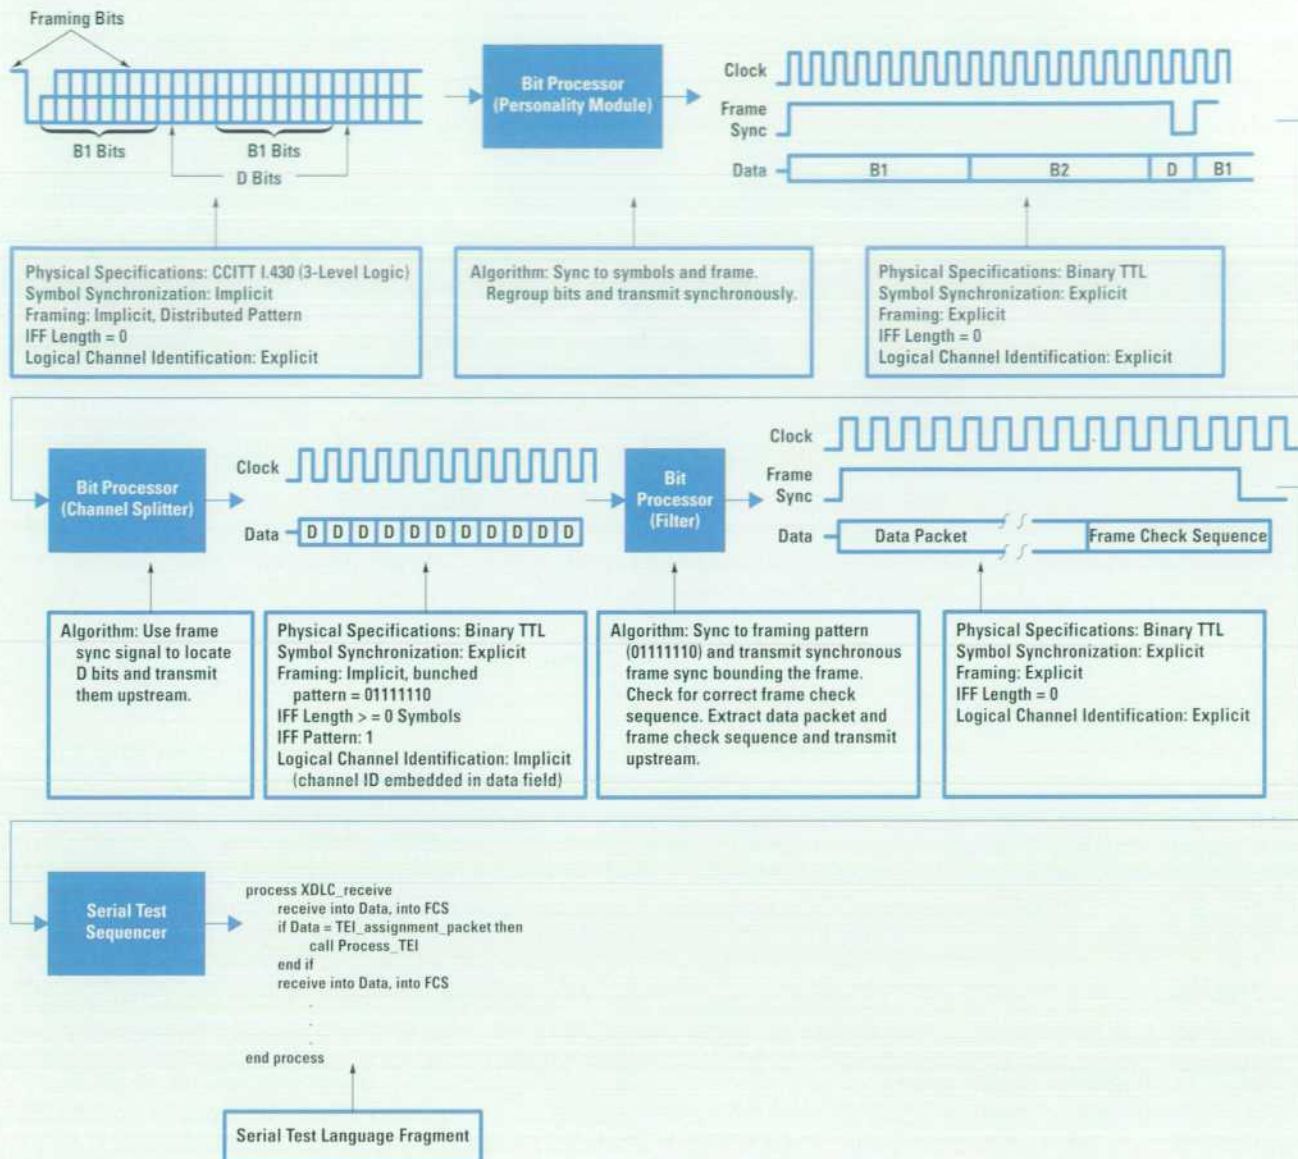 Framing Bits
B1 Bits
B1 Bits
D Bits
Bit Processor
(Personality Module)
Clock
Frame
Sync
Data
B1
B2
D
B1
Physical Specifications: CCITT I.430 (3-Level Logic)
Symbol Synchronization: Implicit
Framing: Implicit, Distributed Pattern
IFF Length = 0
Logical Channel Identification: Explicit
Algorithm: Sync to symbols and frame.
Regroup bits and transmit synchronously.
Physical Specifications: Binary TTL
Symbol Synchronization: Explicit
Framing: Explicit
IFF Length = 0
Logical Channel Identification: Explicit
Bit Processor
(Channel Splitter)
Clock
Data
D D D D D D D D D D D
Bit
Processor
(Filter)
Clock
Frame
Sync
Data
Data Packet
Frame Check Sequence
Algorithm: Use frame
sync signal to locate
D bits and transmit
them upstream.
Physical Specifications: Binary TTL
Symbol Synchronization: Explicit
Framing: Implicit, bunched
pattern = 01111110
IFF Length > = 0 Symbols
IFF Pattern: 1
Logical Channel Identification: Implicit
(channel ID embedded in data field)
Algorithm: Sync to framing pattern
(01111110) and transmit synchronous
frame sync bounding the frame.
Check for correct frame check
sequence. Extract data packet and
frame check sequence and transmit
upstream.
Physical Specifications: Binary TTL
Symbol Synchronization: Explicit
Framing: Explicit
IFF Length = 0
Logical Channel Identification: Explicit
Serial Test
Sequencer
process XDLC_receive
receive into Data, into FCS
if Data = TEI_assignment_packet then
call Process_TEI
end if
receive into Data, into FCS
.
.
.
end process
Serial Test Language Fragment